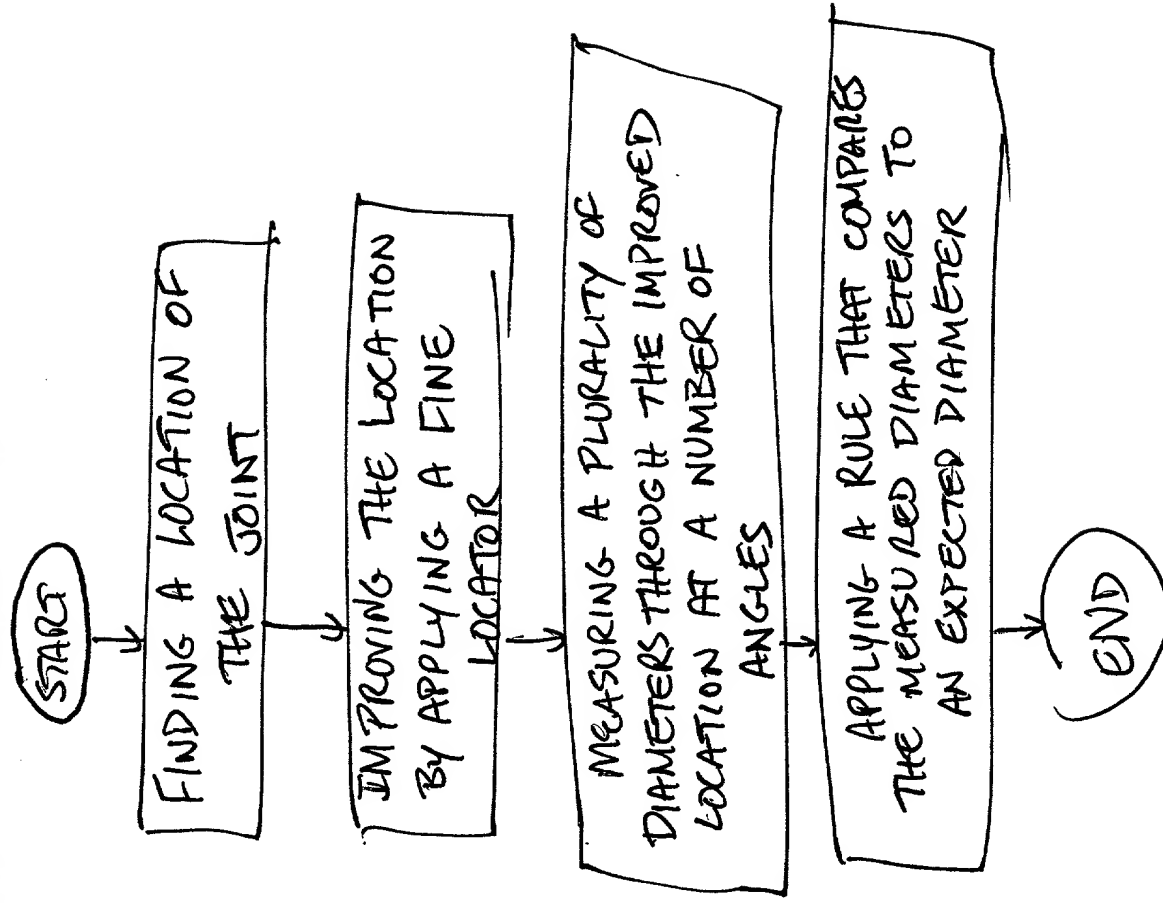 START
FINDING A LOCATION OF
THE JOINT
IMPROVING THE LOCATION
BY APPLYING A FINE
LOCATOR
MEASURING A PLURALITY OF
DIAMETERS THROUGH THE IMPROVED
LOCATION AT A NUMBER OF
ANGLES
APPLYING A RULE THAT COMPARES
THE MEASURED DIAMETERS TO
AN EXPECTED DIAMETER
END